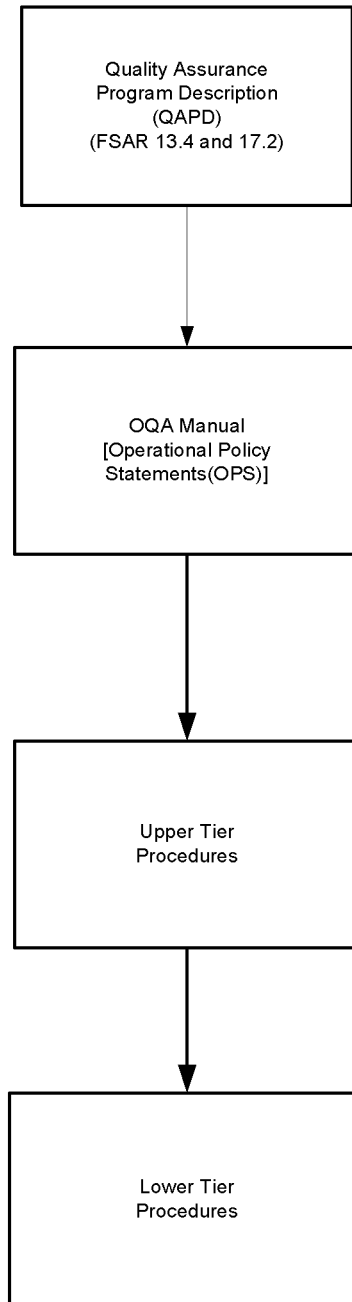 Quality Assurance
Program Description
(QAPD)
(FSAR 13.4 and 17.2)
OQA Manual
[Operational Policy
Statements(OPS)]
Upper Tier
Procedures
Lower Tier
Procedures